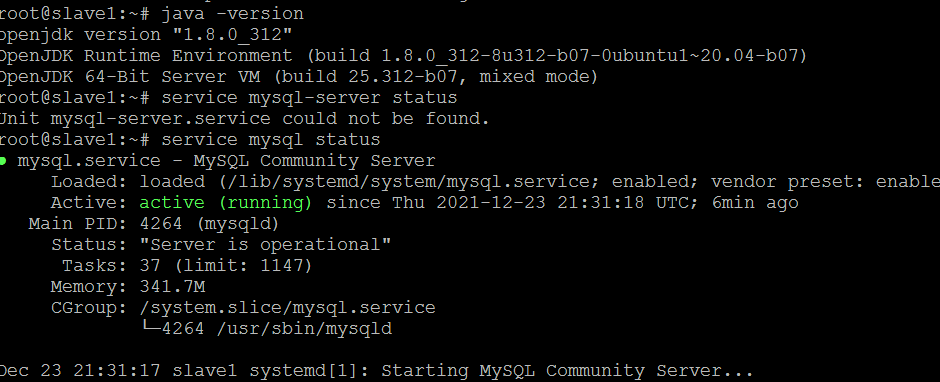 root@slave1:~# java -version
openjdk version "1.8.0_312"
OpenJDK Runtime Environment (build 1.8.0_312-8u312-b07-0ubuntu1~20.04-b07)
OpenJDK 64-Bit Server VM (build 25.312-b07, mixed mode)
root@slave1:~# service mysql-server status
Unit mysql-server.service could not be found.
root@slave1:~# service mysql status
● mysql.service - MySQL Community Server
Loaded: loaded (/lib/systemd/system/mysql.service; enabled; vendor preset: enable
Active: active (running) since Thu 2021-12-23 21:31:18 UTC; 6min ago
Main PID: 4264 (mysqld)
Status: "Server is operational"
Tasks: 37 (limit: 1147)
Memory: 341.7M
CGroup: /system.slice/mysql.service
└─4264 /usr/sbin/mysqld
Dec 23 21:31:17 slave1 systemd[1]: Starting MySQL Community Server...